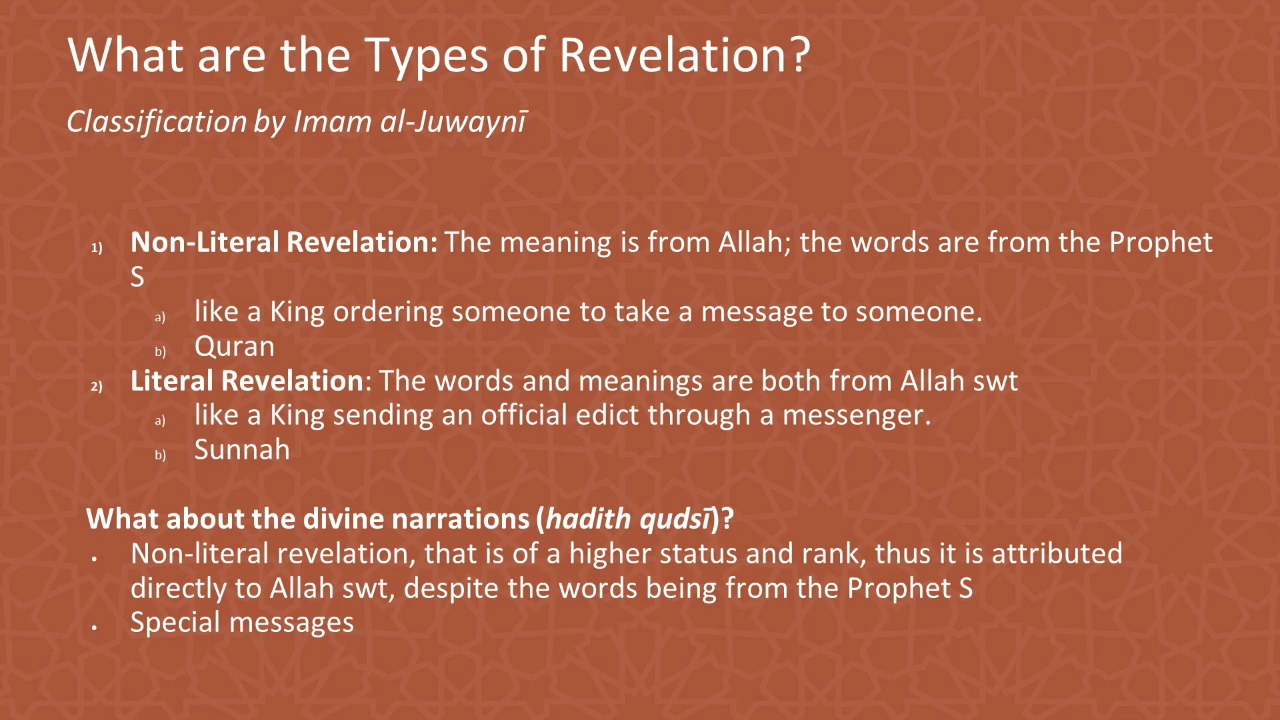 What are the Types of Revelation?
Classification by Imam al-Juwaynī
1) Non-Literal Revelation: The meaning is from Allah; the words are from the Prophet
S
a) like a King ordering someone to take a message to someone.
b) Quran
2) Literal Revelation: The words and meanings are both from Allah swt
a) like a King sending an official edict through a messenger.
b) Sunnah
What about the divine narrations (hadith qudsī)?
• Non-literal revelation, that is of a higher status and rank, thus it is attributed
directly to Allah swt, despite the words being from the Prophet S
• Special messages